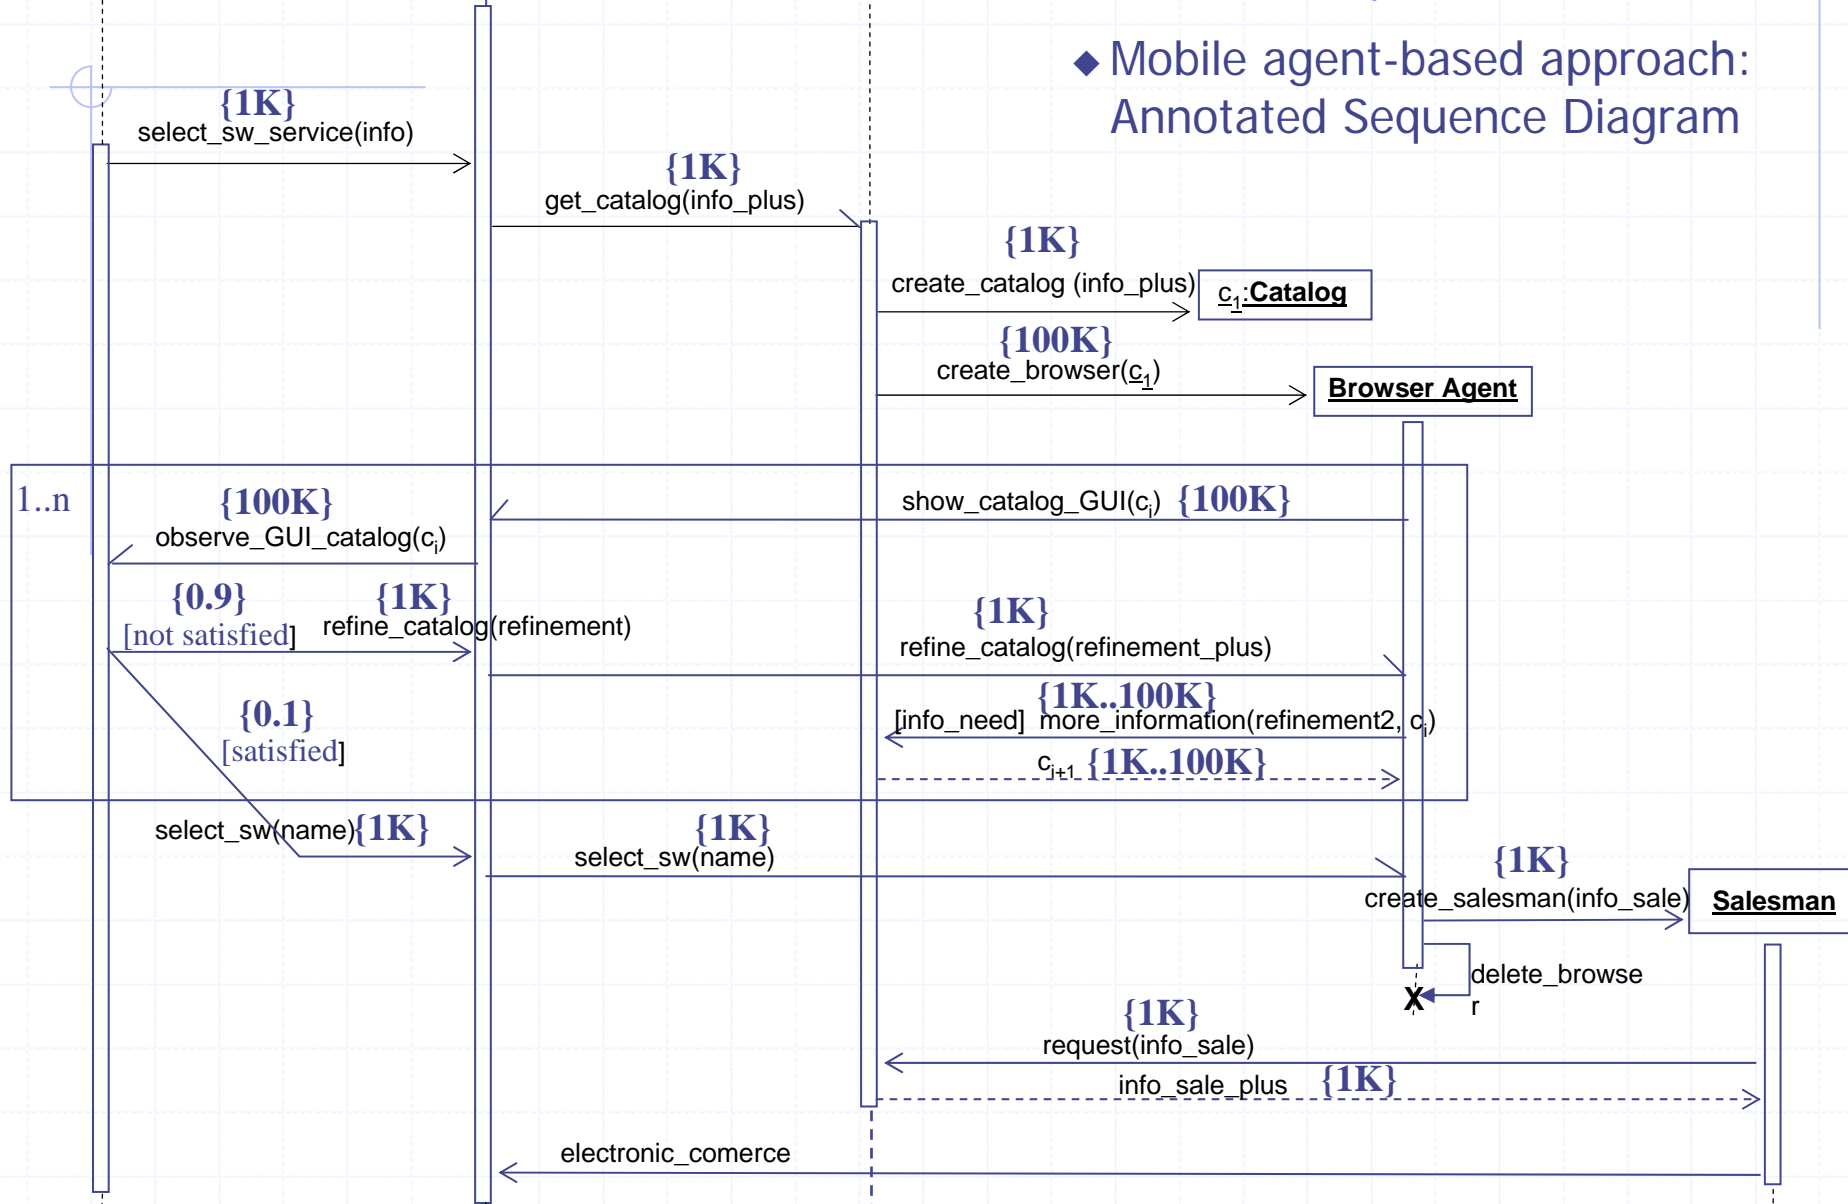 ◆ Mobile agent-based approach:
Annotated Sequence Diagram
{1K}
select_sw_service(info)
{1K}
get_catalog(info_plus)
{1K}
create_catalog (info_plus)
c1:Catalog
{100K}
create_browser(c1)
Browser Agent
1..n
show_catalog_GUI(ci) {100K}
{100K}
observe_GUI_catalog(ci)
{0.9}
[not satisfied]
{1K}
refine_catalog(refinement)
{1K}
refine_catalog(refinement_plus)
{1K..100K}
[info_need] more_information(refinement2, ci)
{0.1}
[satisfied]
ci+1 {1K..100K}
select_sw(name){1K}
{1K}
select_sw(name)
{1K}
create_salesman(info_sale)
Salesman
delete_browse
r
X
{1K}
request(info_sale)
info_sale_plus {1K}
electronic_comerce